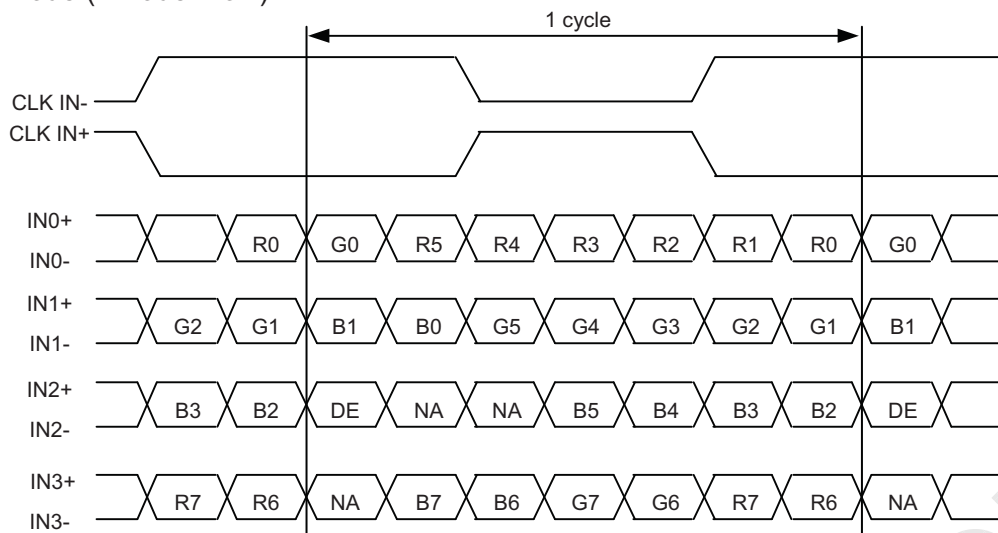 1 cycle
CLK IN-
CLK IN+
IN0+
R0 G0 R5 R4 R3 R2 R1 R0 G0
IN0-
IN1+
G2 G1 B1 B0 G5 G4 G3 G2 G1 B1
IN1-
IN2+
B3 B2 DE NA NA B5 B4 B3 B2 DE
IN2-
IN3+
R7 R6 NA B7 B6 G7 G6 R7 R6 NA
IN3-